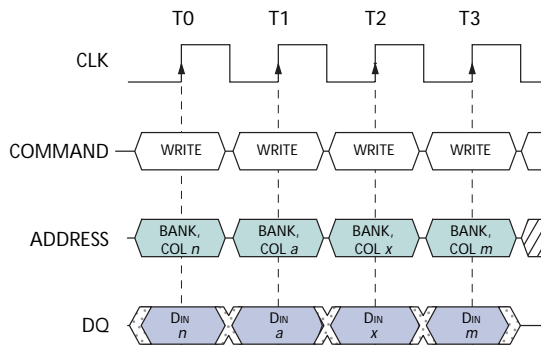 T0 T1 T2 T3
CLK
COMMAND WRITE WRITE WRITE WRITE
ADDRESS
BANK, BANK, BANK, BANK,
COL n COL a COL x COL m
DQ
DIN DIN DIN DIN
n a x m